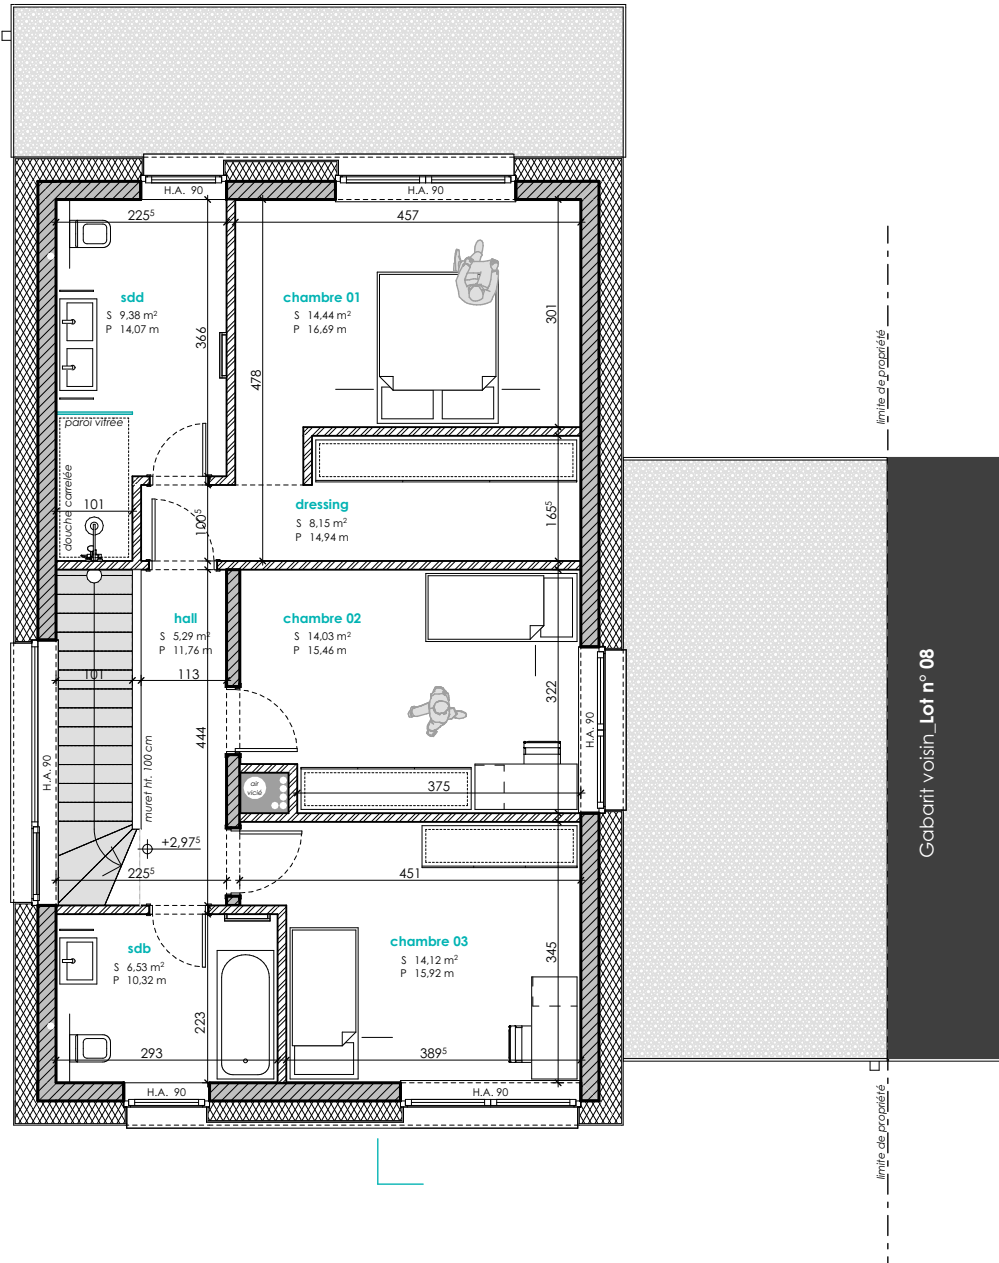 H.A. 90
H.A. 90
225⁵
457
sdd
S 9,38 m²
P 14,07 m
chambre 01
S 14,44 m²
P 16,69 m
301
366
478
limite de propriété
paroi vitrée
douche carrelée
101
100⁵
dressing
S 8,15 m²
P 14,94 m
165⁵
hall
S 5,29 m²
P 11,76 m
chambre 02
S 14,03 m²
P 15,46 m
101
113
322
444
H.A. 90
H.A. 90
muret ht. 100 cm
air
vicié
375
Gabarit voisin_Lot n° 08
+2,97⁵
225⁵
451
sdb
S 6,53 m²
P 10,32 m
chambre 03
S 14,12 m²
P 15,92 m
345
223
293
389⁵
H.A. 90
H.A. 90
limite de propriété